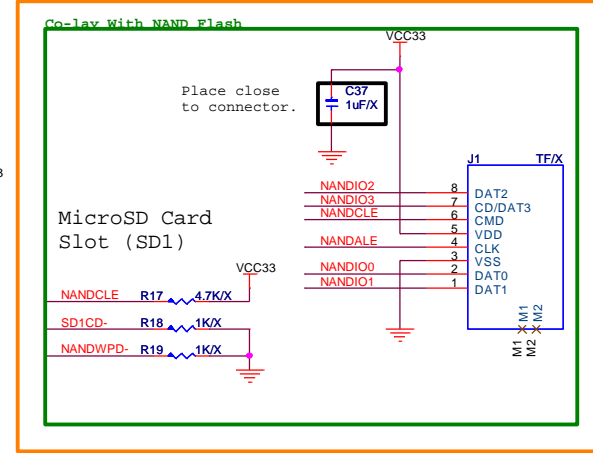 Co-lay With NAND Flash
VCC33
Place close
to connector.
C37
1uF/X
J1 TF/X
NANDIO2 8 DAT2
NANDIO3 7 CD/DAT3
NANDCLE 6 CMD
5 VDD
NANDALE 4 CLK
3 VSS
NANDIO0 2 DAT0
NANDIO1 1 DAT1
M1
M2
M1
M2
MicroSD Card
Slot (SD1)
VCC33
NANDCLE R17 4.7K/X
SD1CD- R18 1K/X
NANDWPD- R19 1K/X